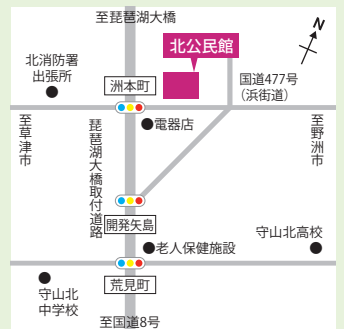 至琵琶湖大橋
N
北公民館
北消防署
出張所
洲本町
国道477号
（浜街道）
電器店
至草津市
琵琶湖大橋取付道路
至野洲市
開発矢島
守山北高校
老人保健施設
荒見町
守山北
中学校
至国道8号